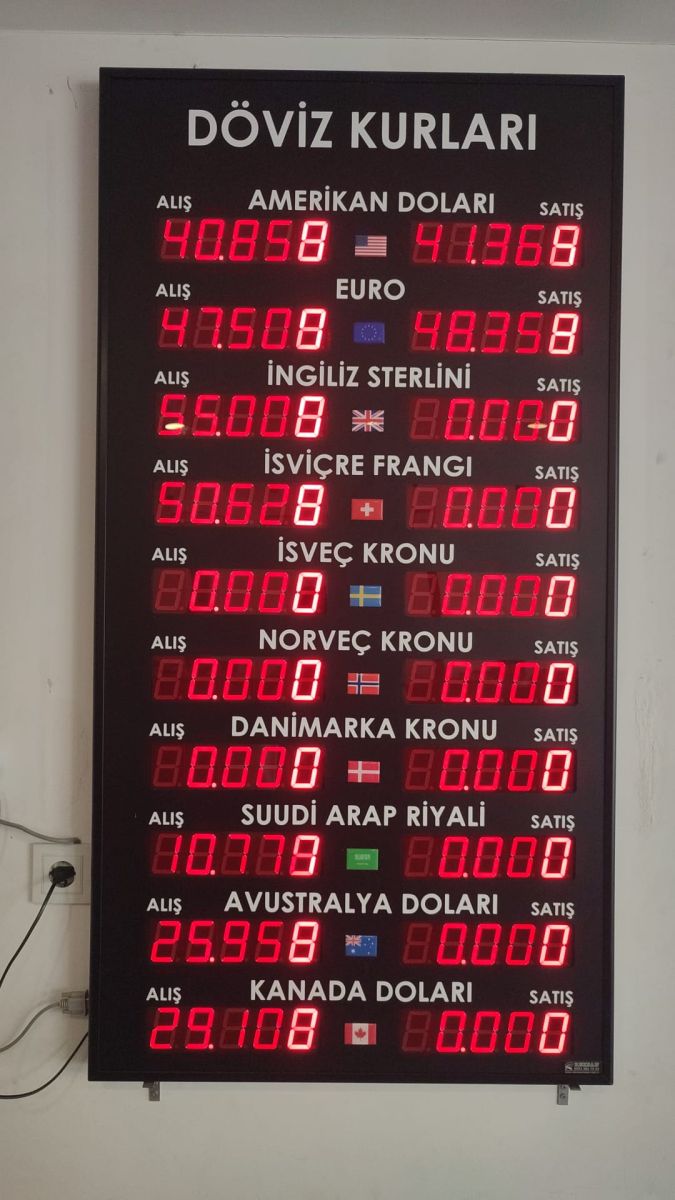 DÖVİZ KURLARI
ALIŞ AMERİKAN DOLARI SATIŞ
40.858 41.368
ALIŞ EURO SATIŞ
47.508 48.358
ALIŞ İNGİLİZ STERLİNİ SATIŞ
55.008 0.000
ALIŞ İSVİÇRE FRANGI SATIŞ
50.628 0.000
ALIŞ İSVEÇ KRONU SATIŞ
0.000 0.000
ALIŞ NORVEÇ KRONU SATIŞ
0.000 0.000
ALIŞ DANİMARKA KRONU SATIŞ
0.000 0.000
ALIŞ SUUDİ ARAP RİYALİ SATIŞ
10.779 0.000
ALIŞ AVUSTRALYA DOLARI SATIŞ
25.958 0.000
ALIŞ KANADA DOLARI SATIŞ
29.108 0.000